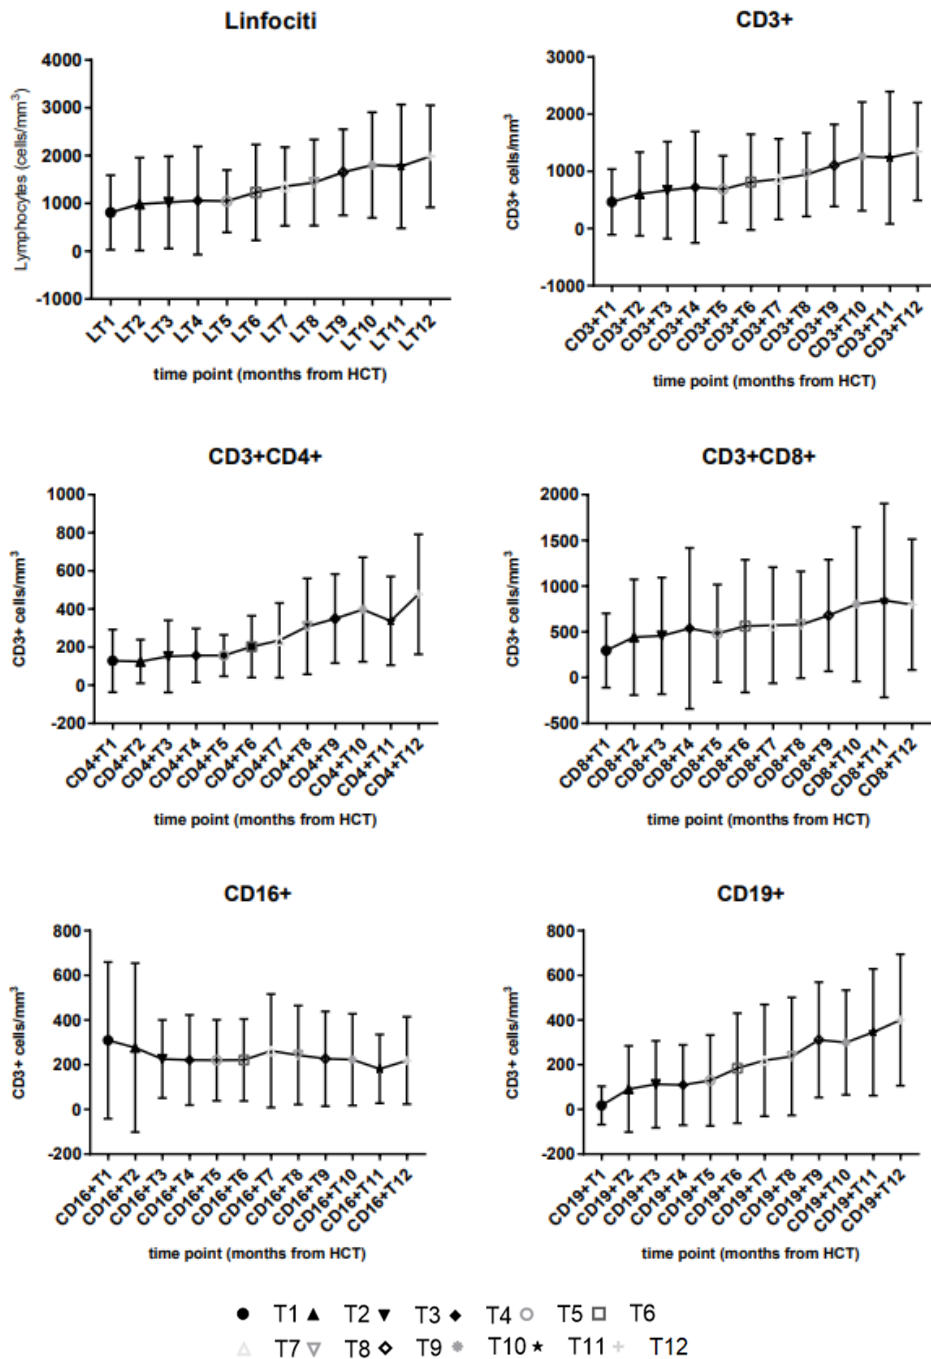 Linfociti
4000
3000
2000
1000
0
-1000
Lymphocytes (cells/mm³)
LT1 LT2 LT3 LT4 LT5 LT6 LT7 LT8 LT9 LT10 LT11 LT12
time point (months from HCT)
CD3+
3000
2000
1000
0
-1000
CD3+ cells/mm³
CD3+T1 CD3+T2 CD3+T3 CD3+T4 CD3+T5 CD3+T6 CD3+T7 CD3+T8 CD3+T9 CD3+T10 CD3+T11 CD3+T12
time point (months from HCT)
CD3+CD4+
1000
800
600
400
200
0
-200
CD3+ cells/mm³
CD4+T1 CD4+T2 CD4+T3 CD4+T4 CD4+T5 CD4+T6 CD4+T7 CD4+T8 CD4+T9 CD4+T10 CD4+T11 CD4+T12
time point (months from HCT)
CD3+CD8+
2000
1500
1000
500
0
-500
CD3+ cells/mm³
CD8+T1 CD8+T2 CD8+T3 CD8+T4 CD8+T5 CD8+T6 CD8+T7 CD8+T8 CD8+T9 CD8+T10 CD8+T11 CD8+T12
time point (months from HCT)
CD16+
800
600
400
200
0
-200
CD3+ cells/mm³
CD16+T1 CD16+T2 CD16+T3 CD16+T4 CD16+T5 CD16+T6 CD16+T7 CD16+T8 CD16+T9 CD16+T10 CD16+T11 CD16+T12
time point (months from HCT)
CD19+
800
600
400
200
0
-200
CD3+ cells/mm³
CD19+T1 CD19+T2 CD19+T3 CD19+T4 CD19+T5 CD19+T6 CD19+T7 CD19+T8 CD19+T9 CD19+T10 CD19+T11 CD19+T12
time point (months from HCT)
T1 T2 T3 T4 T5 T6
T7 T8 T9 T10 T11 T12